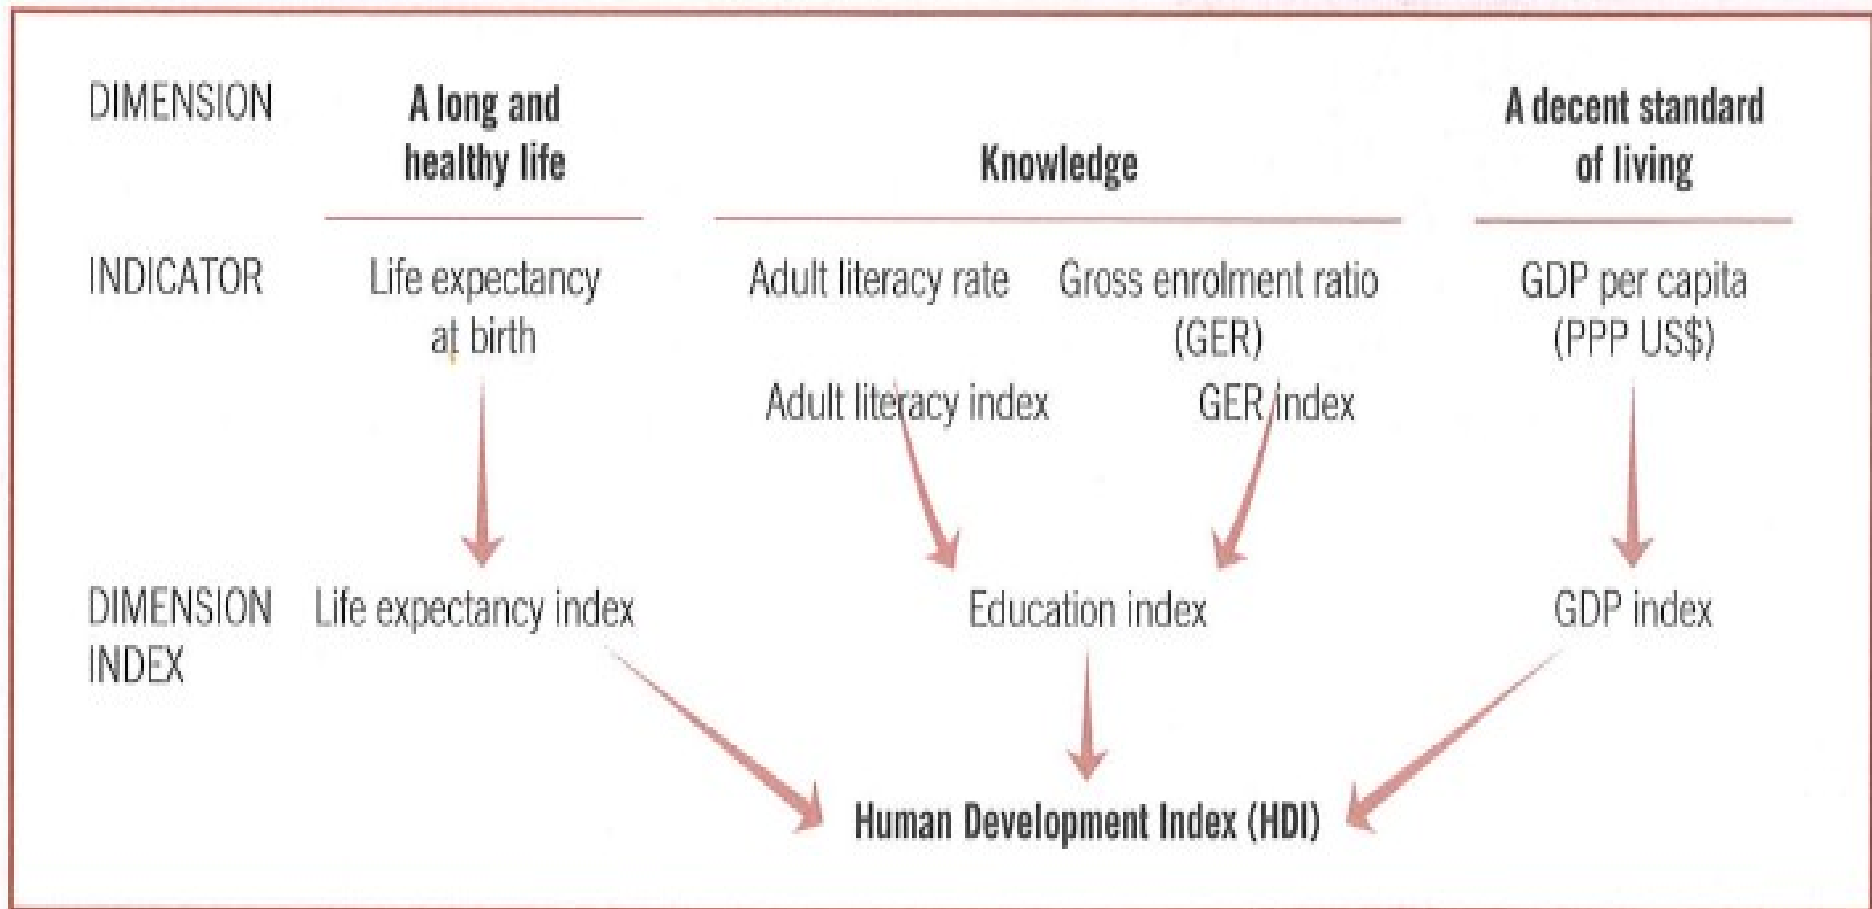 DIMENSION
A long and
healthy life
Knowledge
A decent standard
of living
INDICATOR
Life expectancy
at birth
Adult literacy rate
Gross enrolment ratio
(GER)
GDP per capita
(PPP US$)
Adult literacy index
GER index
DIMENSION
INDEX
Life expectancy index
Education index
GDP index
Human Development Index (HDI)